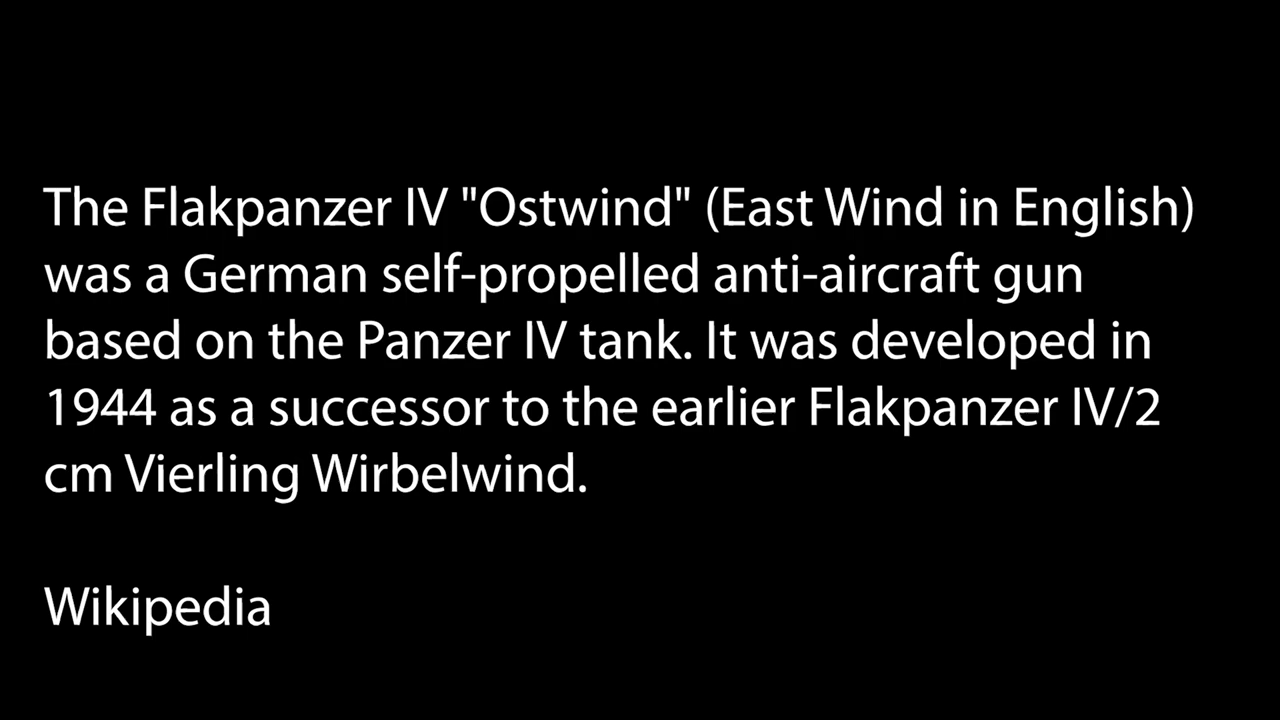 The Flakpanzer IV "Ostwind" (East Wind in English)
was a German self-propelled anti-aircraft gun
based on the Panzer IV tank. It was developed in
1944 as a successor to the earlier Flakpanzer IV/2
cm Vierling Wirbelwind.
Wikipedia